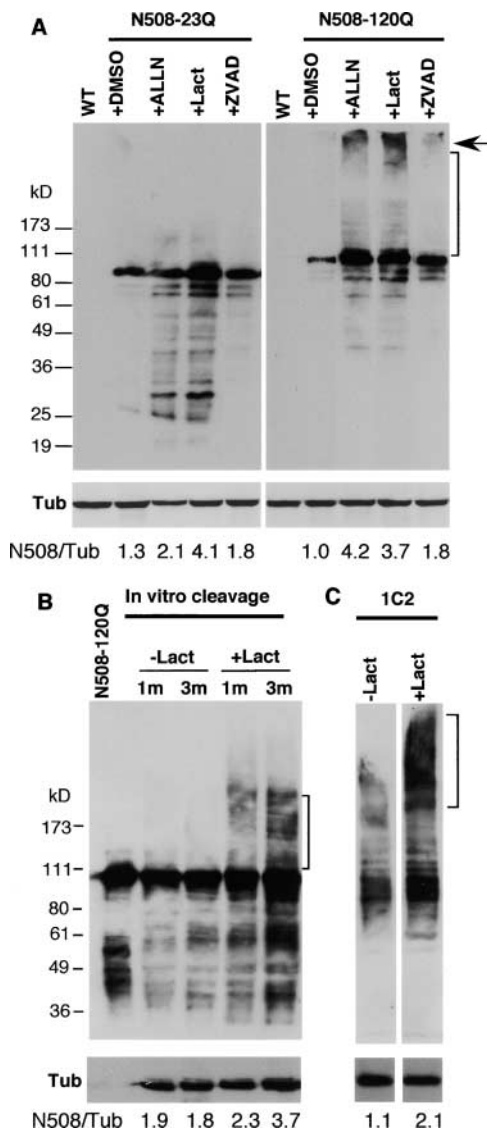 A
N508-23Q N508-120Q
WT +DMSO +ALLN +Lact +ZVAD WT +DMSO +ALLN +Lact +ZVAD
kD
173
111
80
61
49
36
25
19
Tub
N508/Tub 1.3 2.1 4.1 1.8 1.0 4.2 3.7 1.8
B
N508-120Q
In vitro cleavage
-Lact +Lact
1m 3m 1m 3m
kD
173
111
80
61
49
36
Tub
N508/Tub 1.9 1.8 2.3 3.7
C
1C2
-Lact +Lact
1.1 2.1